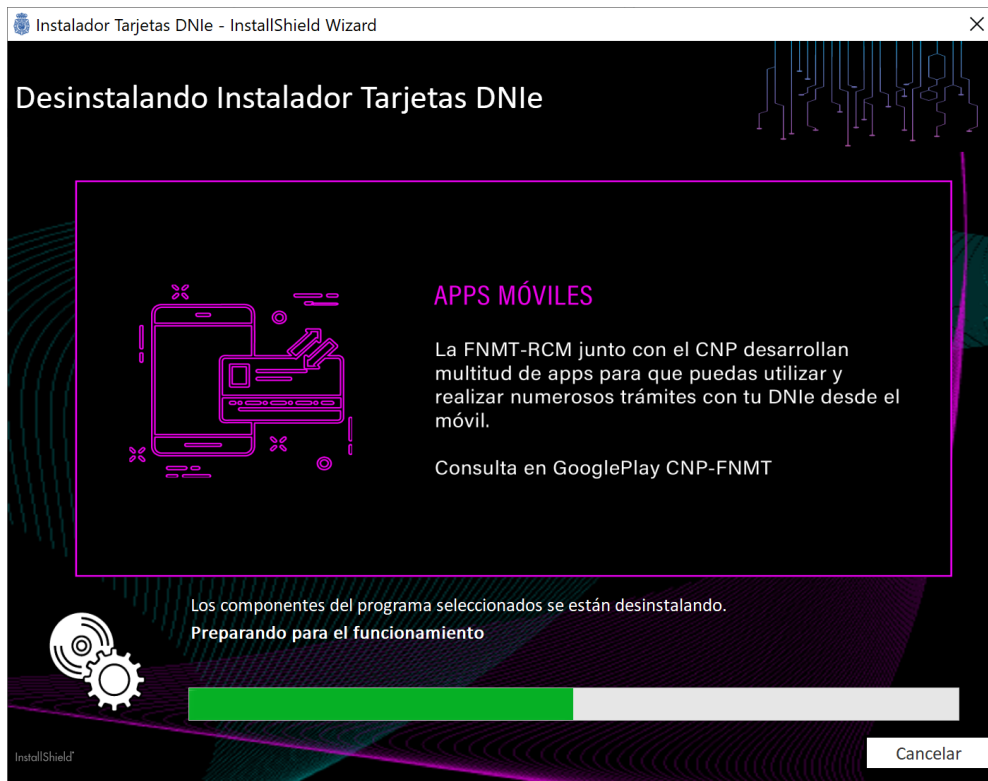 Instalador Tarjetas DNIe - InstallShield Wizard
Desinstalando Instalador Tarjetas DNIe
APPS MÓVILES
La FNMT-RCM junto con el CNP desarrollan
multitud de apps para que puedas utilizar y
realizar numerosos trámites con tu DNIe desde el
móvil.
Consulta en GooglePlay CNP-FNMT
Los componentes del programa seleccionados se están desinstalando.
Preparando para el funcionamiento
InstallShield
Cancelar